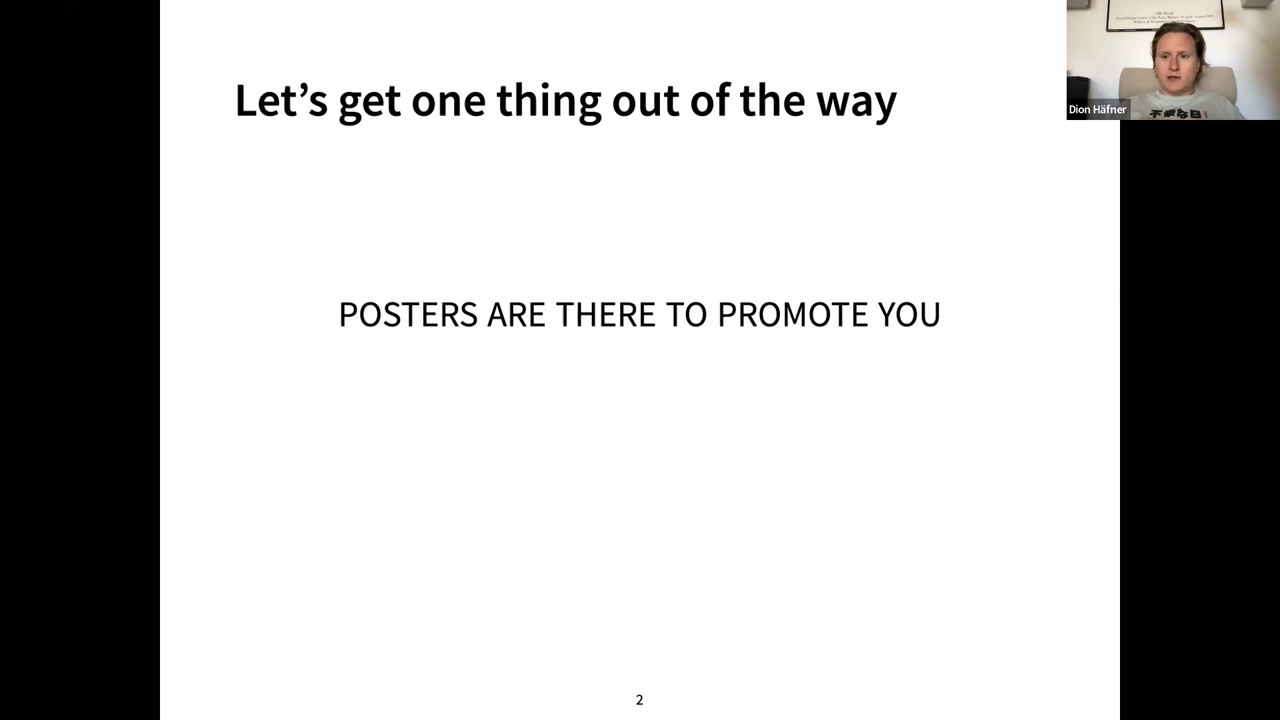 Let's get one thing out of the way
Dion Häfner
POSTERS ARE THERE TO PROMOTE YOU
2